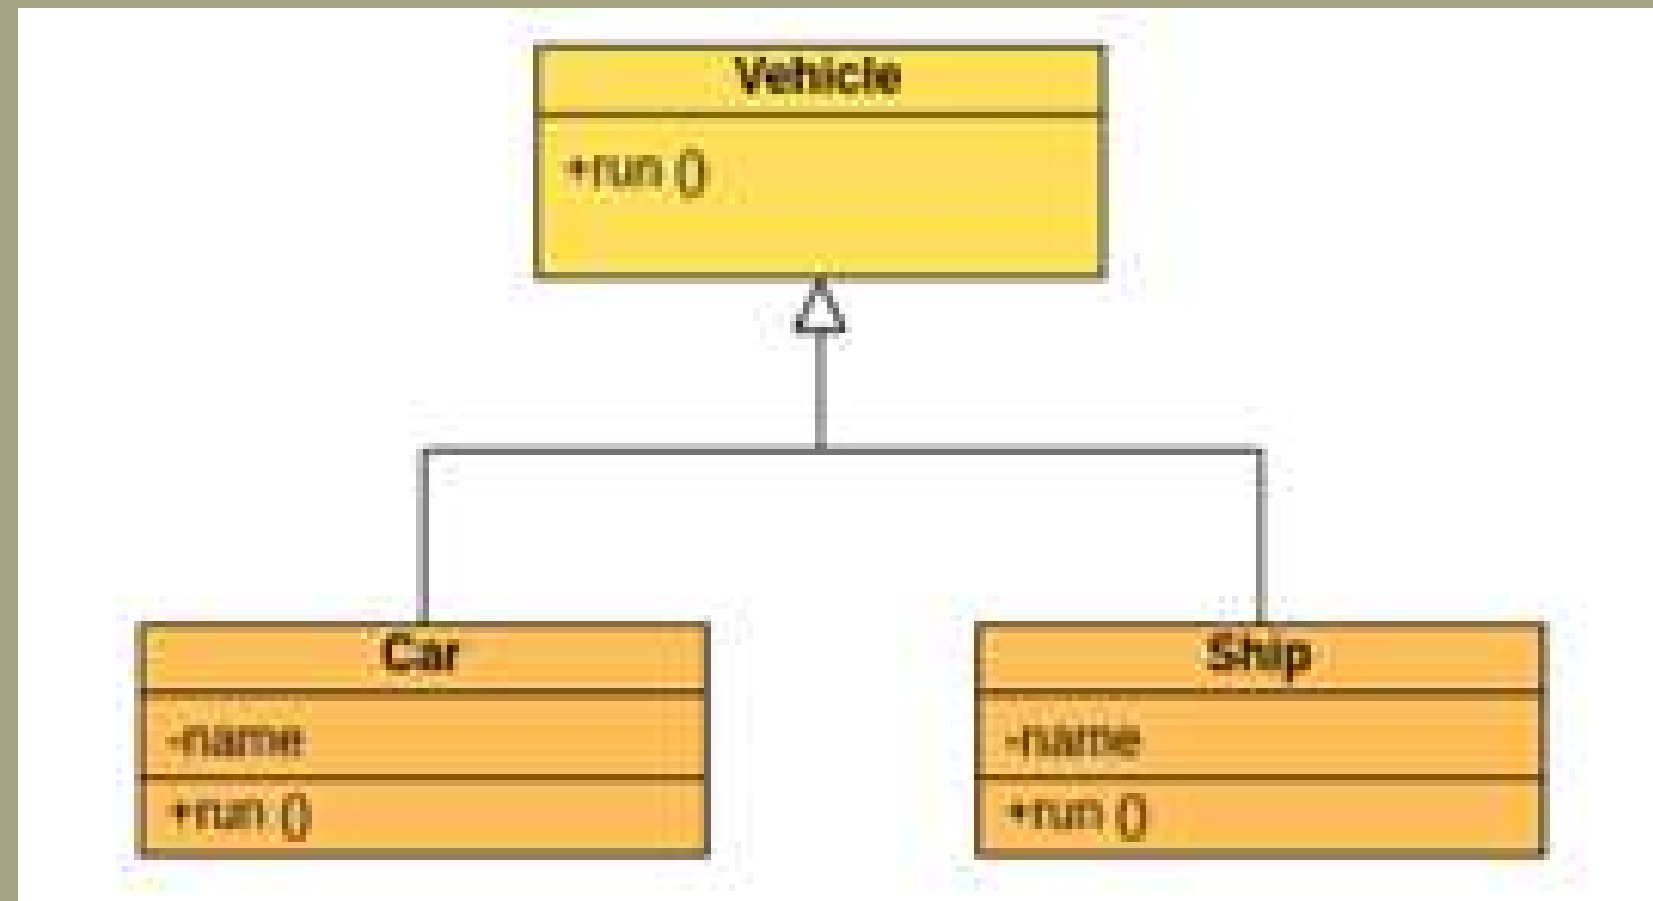 Vehicle
+run ()
Car
-name
+run ()
Ship
-name
+run ()